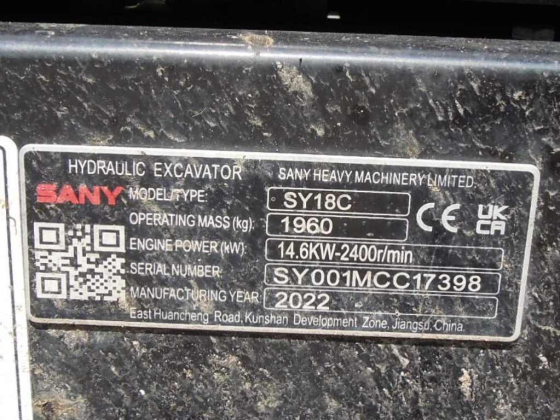 HYDRAULIC EXCAVATOR SANY HEAVY MACHINERY LIMITED.
SANY MODEL/TYPE: SY18C
OPERATING MASS (kg): 1960
ENGINE POWER (kW): 14.6KW-2400r/min
SERIAL NUMBER: SY001MCC17398
MANUFACTURING YEAR 2022
CE UK CA
East Huancheng Road, Kunshan Development Zone, Jiangsu, China.